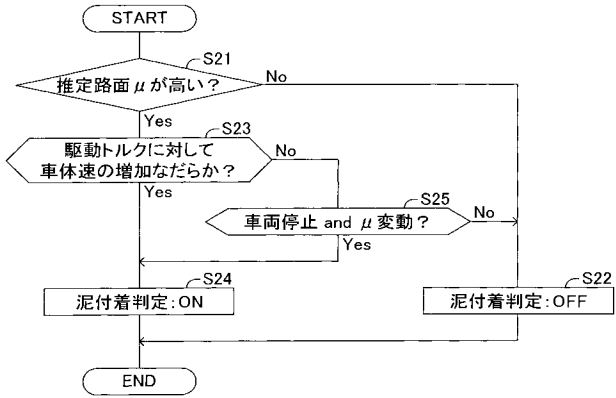 START
S21
推定路面μが高い?
No
Yes
S23
駆動トルクに対して
車体速の増加なだらか?
No
Yes
S25
車両停止 and μ変動?
No
Yes
S24
泥付着判定:ON
S22
泥付着判定:OFF
END